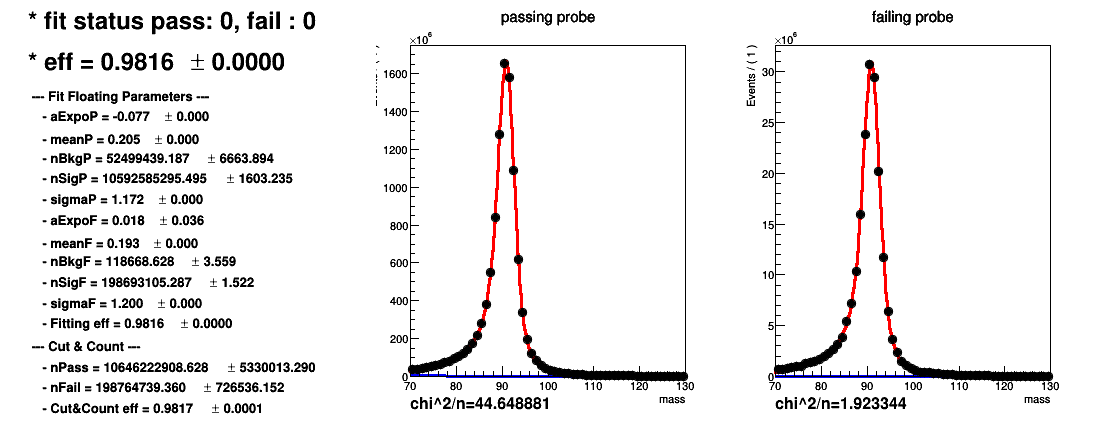 * fit status pass: 0, fail : 0
* eff = 0.9816 ± 0.0000
--- Fit Floating Parameters ---
- aExpoP = -0.077 ± 0.000
- meanP = 0.205 ± 0.000
- nBkgP = 52499439.187 ± 6663.894
- nSigP = 10592585295.495 ± 1603.235
- sigmaP = 1.172 ± 0.000
- aExpoF = 0.018 ± 0.036
- meanF = 0.193 ± 0.000
- nBkgF = 118668.628 ± 3.559
- nSigF = 198693105.287 ± 1.522
- sigmaF = 1.200 ± 0.000
- Fitting eff = 0.9816 ± 0.0000
--- Cut & Count ---
- nPass = 10646222908.628 ± 5330013.290
- nFail = 198764739.360 ± 726536.152
- Cut&Count eff = 0.9817 ± 0.0001
passing probe
×10^6
1600
1400
1200
1000
800
600
400
200
0
70 80 90 100 110 120 130
mass
chi^2/n=44.648881
failing probe
×10^6
Events / ( 1 )
30
25
20
15
10
5
0
70 80 90 100 110 120 130
mass
chi^2/n=1.923344